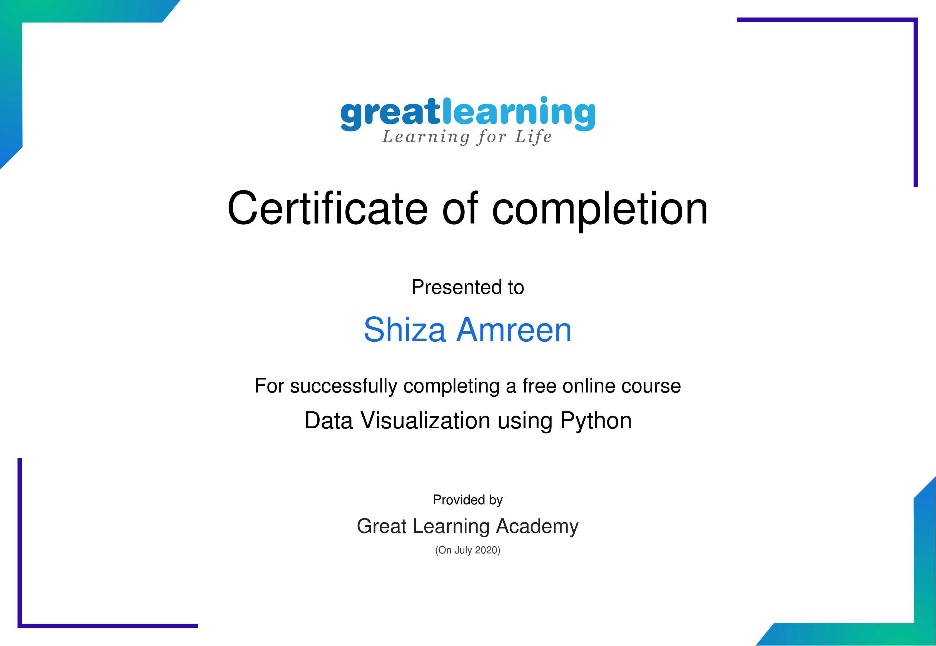 greatlearning
Learning for Life
Certificate of completion
Presented to
Shiza Amreen
For successfully completing a free online course
Data Visualization using Python
Provided by
Great Learning Academy
(On July 2020)